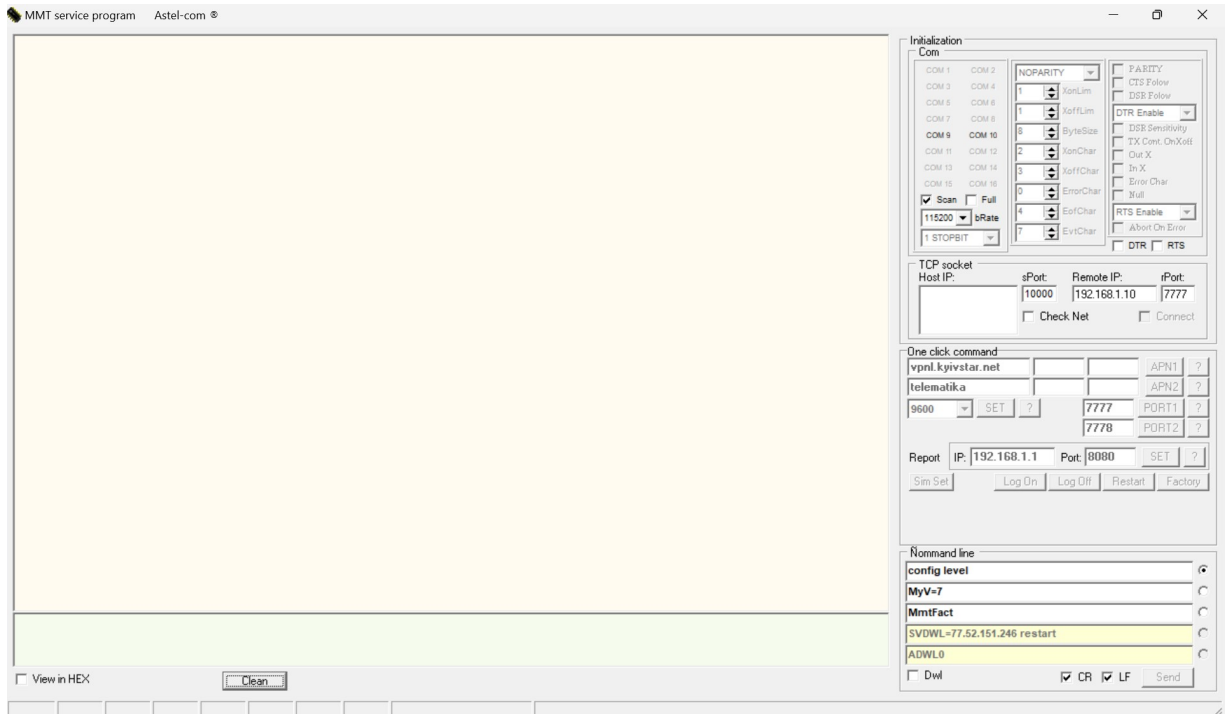 MMT service program Astel-com ®
Initialization
Com
COM 1 COM 2
COM 3 COM 4
COM 5 COM 6
COM 7 COM 8
COM 9 COM 10
COM 11 COM 12
COM 13 COM 14
COM 15 COM 16
Scan Full
115200 bRate
1 STOPBIT
NOPARITY
1 XonLim
1 XoffLim
8 ByteSize
2 XonChar
3 XoffChar
0 ErrorChar
4 EofChar
7 EvtChar
PARITY
CTS Folow
DSR Folow
DTR Enable
DSR Sensitivity
TX Cont. OnXoff
Out X
In X
Error Char
Null
RTS Enable
Abort On Error
DTR RTS
TCP socket
Host IP: sPort: Remote IP: rPort:
10000 192.168.1.10 7777
Check Net Connect
One click command
vpnl.kyivstar.net APN1 ?
telematika APN2 ?
9600 SET ? 7777 PORT1 ?
7778 PORT2 ?
Report IP: 192.168.1.1 Port: 8080 SET ?
Sim Set Log On Log Off Restart Factory
Ñommand line
config level
MyV=7
MmtFact
SVDWL=77.52.151.246 restart
ADWL0
Dwl CR LF Send
View in HEX Clean